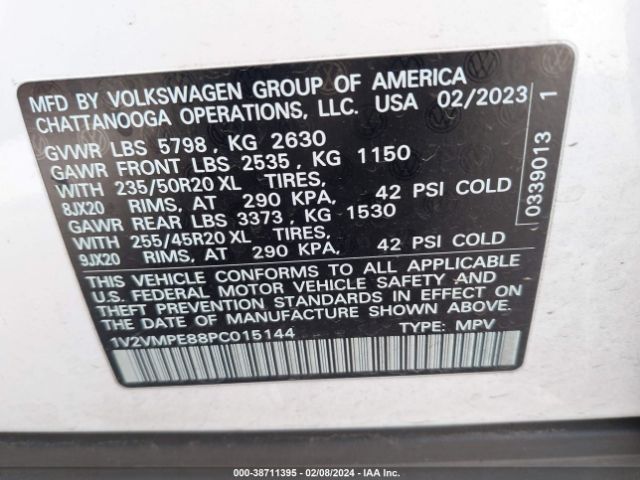 MFD BY VOLKSWAGEN GROUP OF AMERICA
CHATTANOOGA OPERATIONS, LLC. USA 02/2023
GVWR LBS 5798 , KG 2630
GAWR FRONT LBS 2535 , KG 1150
WITH 235/50R20 XL TIRES,
8JX20 RIMS, AT 290 KPA, 42 PSI COLD
GAWR REAR LBS 3373 , KG 1530
WITH 255/45R20 XL TIRES,
9JX20 RIMS, AT 290 KPA, 42 PSI COLD
THIS VEHICLE CONFORMS TO ALL APPLICABLE
U.S. FEDERAL MOTOR VEHICLE SAFETY AND
THEFT PREVENTION STANDARDS IN EFFECT ON
THE DATE OF MANUFACTURE SHOWN ABOVE.
1V2VMPE88PC015144 TYPE: MPV
0339013 1
000-38711395 - 02/08/2024 - IAA Inc.